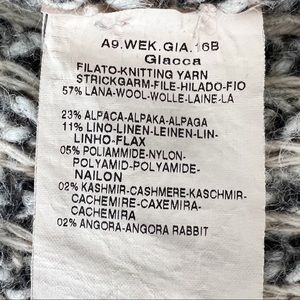 A9.WEK.GIA.16B
Giacca
FILATO-KNITTING YARN
STRICKGARM-FILE-HILADO-FIO
57% LANA-WOOL-WOLLE-LAINE-LA
23% ALPACA-ALPAKA-ALPAGA
11% LINO-LINEN-LEINEN-LIN-
LINHO-FLAX
05% POLIAMMIDE-NYLON-
POLYAMID-POLYAMIDE-
NAILON
02% KASHMIR-CASHMERE-KASCHMIR-
CACHEMIRE-CAXEMIRA-
CACHEMIRA
02% ANGORA-ANGORA RABBIT